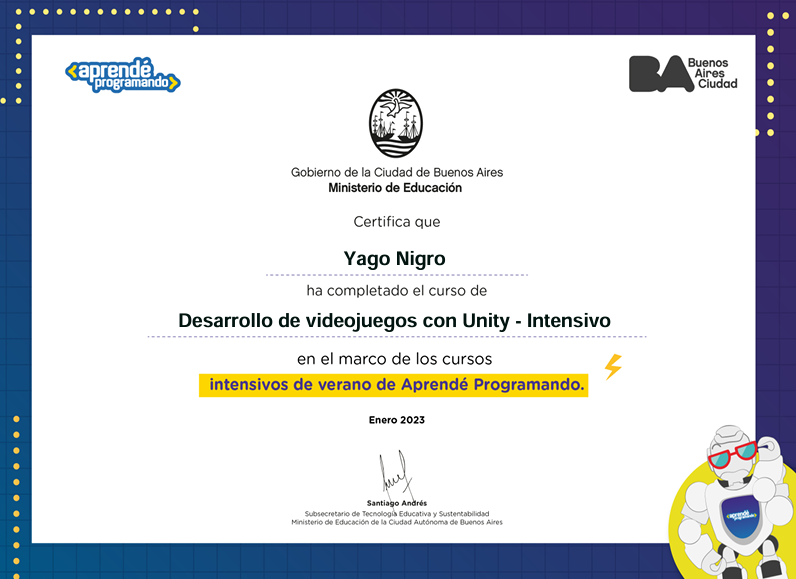 <aprendé
programando>
BA Buenos
Aires
Ciudad
Gobierno de la Ciudad de Buenos Aires
Ministerio de Educación
Certifica que
Yago Nigro
ha completado el curso de
Desarrollo de videojuegos con Unity - Intensivo
en el marco de los cursos
intensivos de verano de Aprendé Programando.
Enero 2023
Santiago Andrés
Subsecretario de Tecnología Educativa y Sustentabilidad
Ministerio de Educación de la Ciudad Autónoma de Buenos Aires
<aprendé
programando>